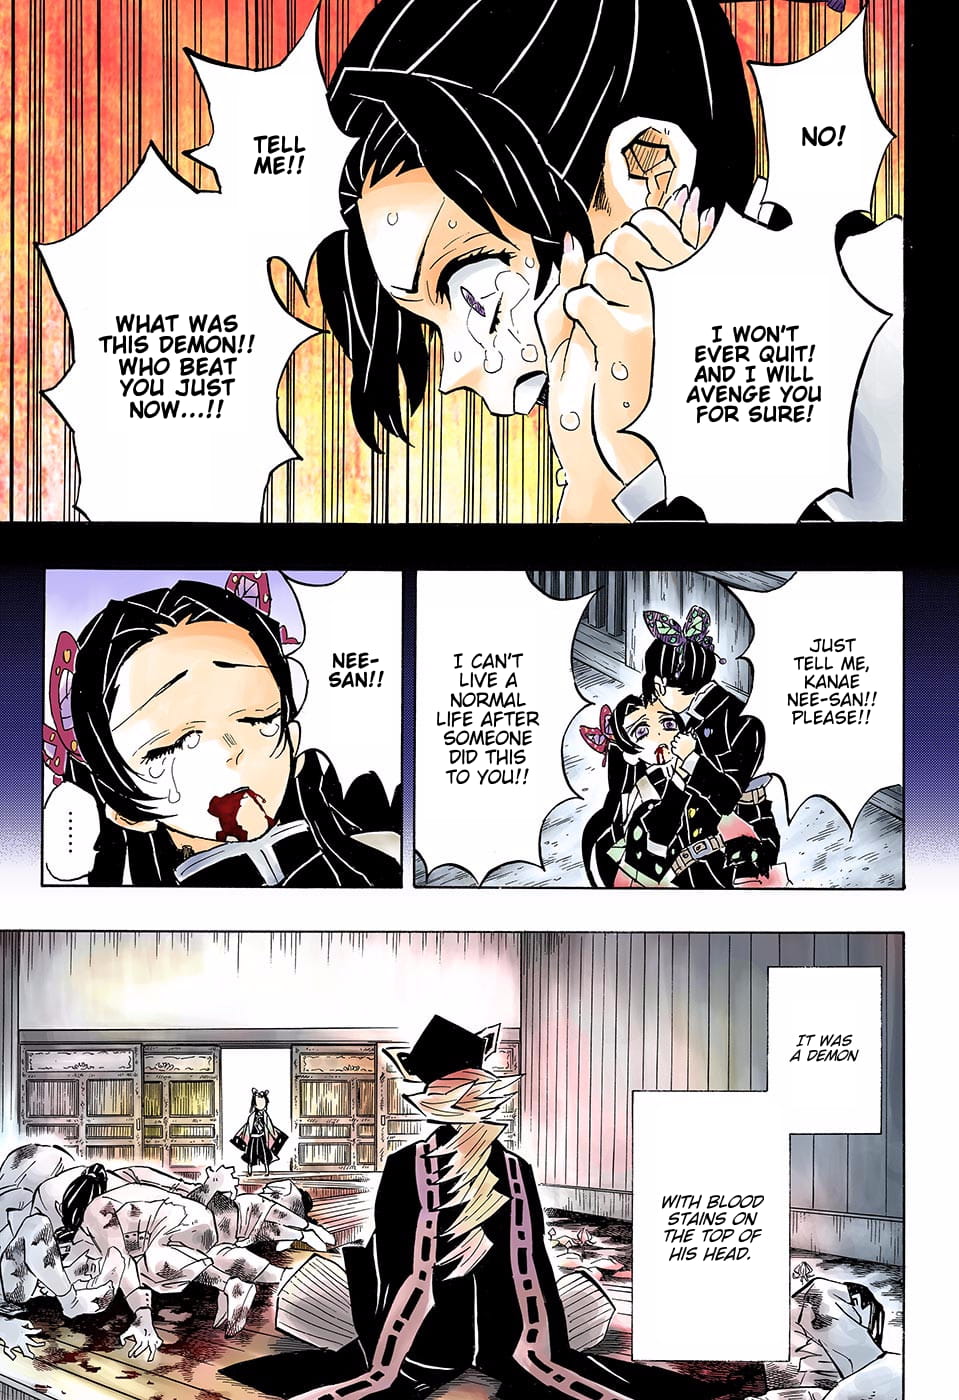 NO!
I WON'T
EVER QUIT!
AND I WILL
AVENGE YOU
FOR SURE!
TELL
ME!!
WHAT WAS
THIS DEMON!!
WHO BEAT
YOU JUST
NOW...!!
JUST
TELL ME,
KANAE
NEE-SAN!!
PLEASE!!
I CAN'T
LIVE A
NORMAL
LIFE AFTER
SOMEONE
DID THIS
TO YOU!!
NEE-
SAN!!
......
IT WAS
A DEMON
WITH BLOOD
STAINS ON
THE TOP OF
HIS HEAD.